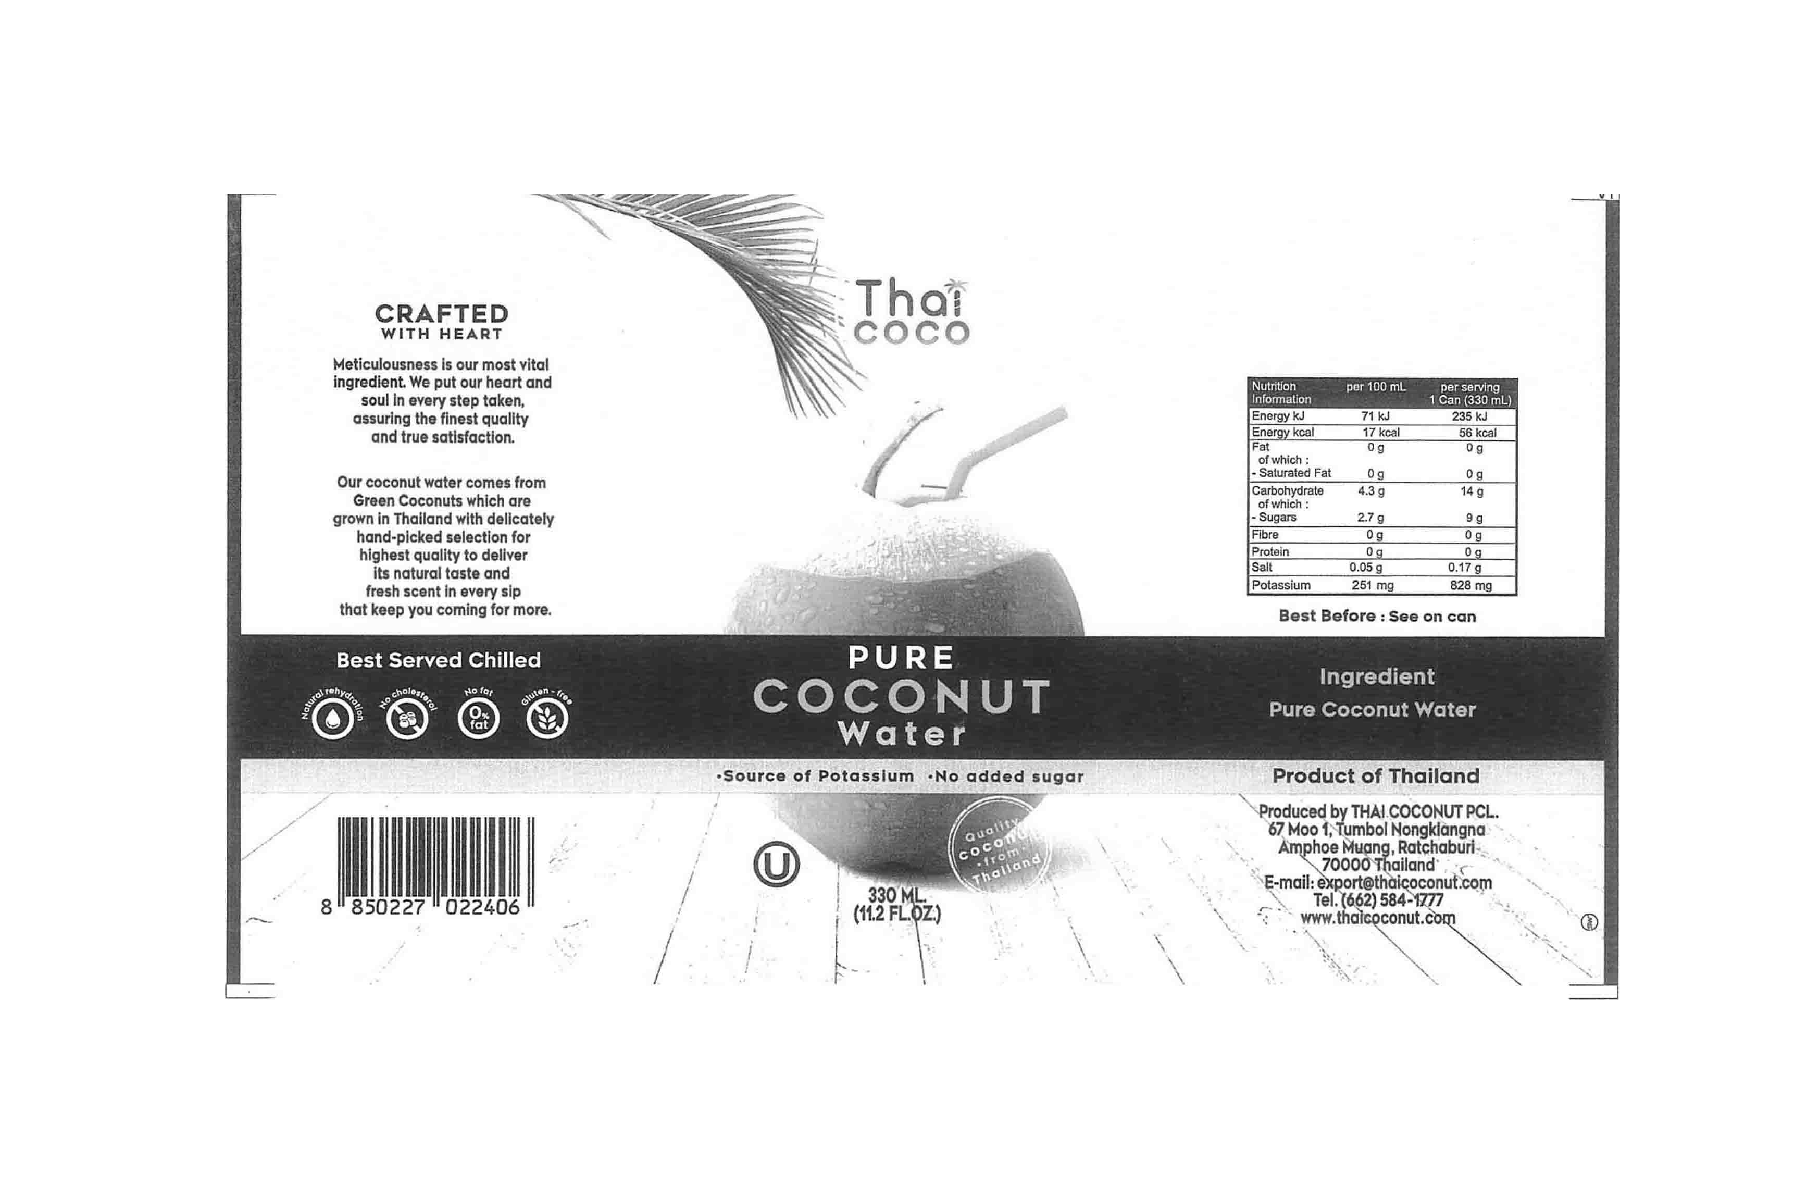 CRAFTED
WITH HEART
Meticulousness is our most vital
ingredient. We put our heart and
soul in every step taken,
assuring the finest quality
and true satisfaction.
Our coconut water comes from
Green Coconuts which are
grown in Thailand with delicately
hand-picked selection for
highest quality to deliver
its natural taste and
fresh scent in every sip
that keep you coming for more.
Best Served Chilled
Natural rehydration
No cholesterol
No fat
0%
fat
Gluten - free
8 850227 022406
Thai
COCO
PURE
COCONUT
Water
•Source of Potassium •No added sugar
Quality
coconut
• from •
Thailand
U
330 ML.
(11.2 FL.OZ.)
Nutrition Information per 100 mL per serving 1 Can (330 mL)
Energy kJ 71 kJ 235 kJ
Energy kcal 17 kcal 56 kcal
Fat 0 g 0 g
of which :
- Saturated Fat 0 g 0 g
Carbohydrate 4.3 g 14 g
of which :
- Sugars 2.7 g 9 g
Fibre 0 g 0 g
Protein 0 g 0 g
Salt 0.05 g 0.17 g
Potassium 251 mg 828 mg
Best Before : See on can
Ingredient
Pure Coconut Water
Product of Thailand
Produced by THAI COCONUT PCL.
67 Moo 1, Tumbol Nongklangna
Amphoe Muang, Ratchaburi
70000 Thailand
E-mail: export@thaicoconut.com
Tel. (662) 584-1777
www.thaicoconut.com